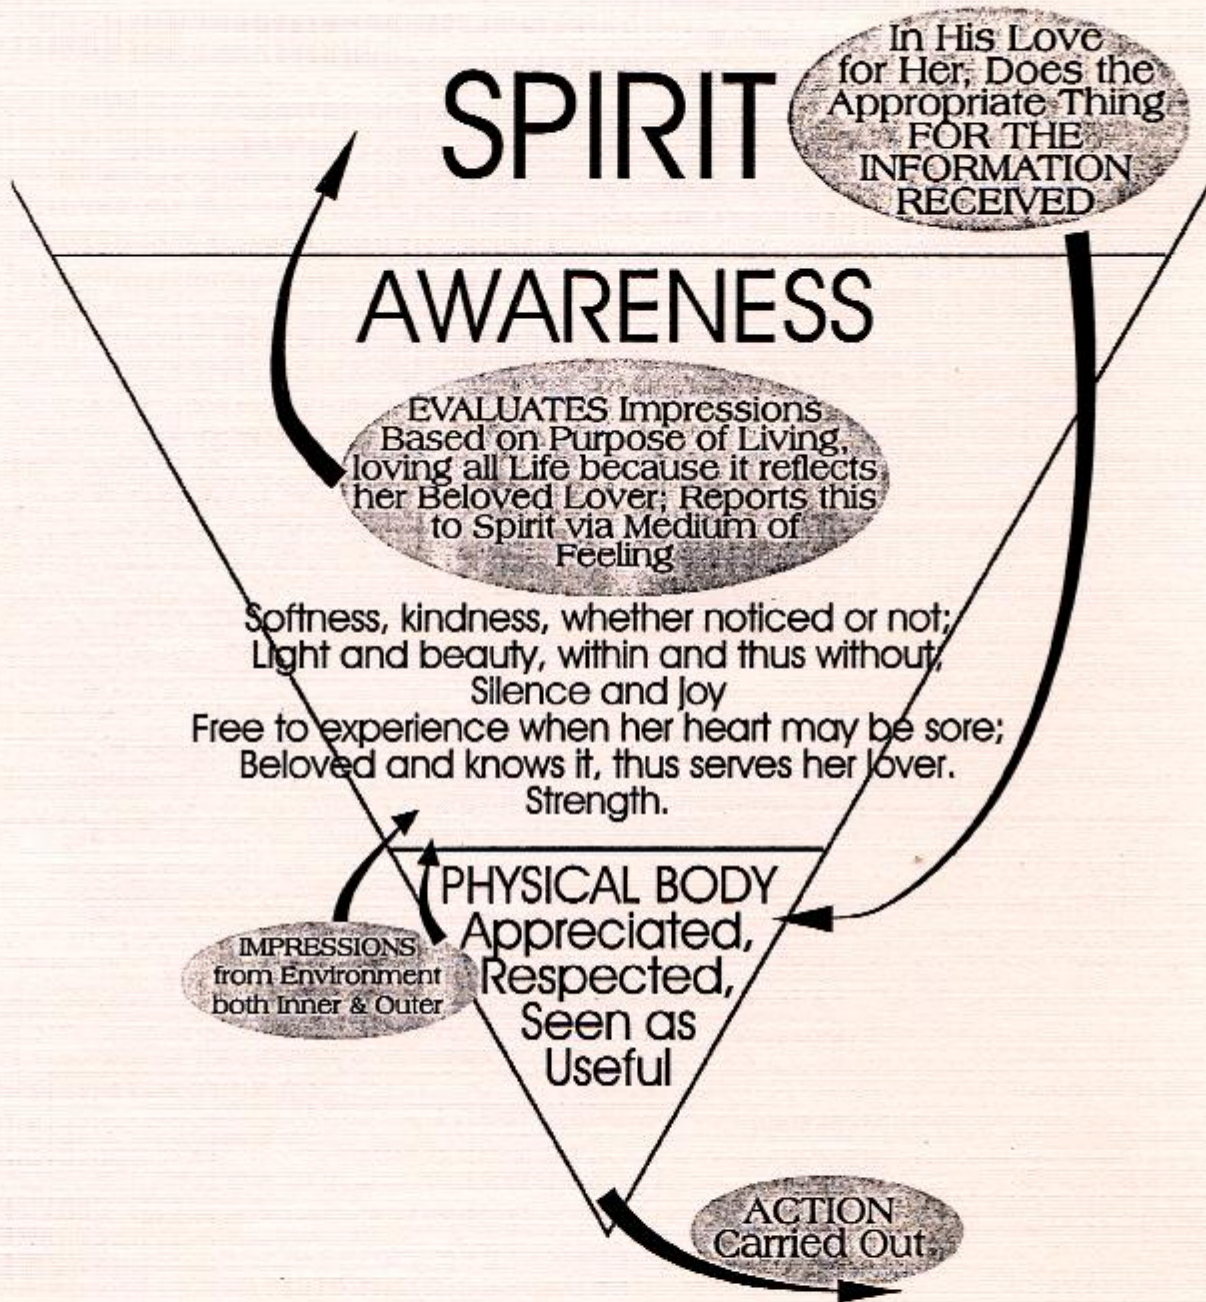 SPIRIT
In His Love
for Her, Does the
Appropriate Thing
FOR THE
INFORMATION
RECEIVED
AWARENESS
EVALUATES Impressions
Based on Purpose of Living,
loving all Life because it reflects
her Beloved Lover; Reports this
to Spirit via Medium of
Feeling
Softness, kindness, whether noticed or not;
Light and beauty, within and thus without;
Silence and joy
Free to experience when her heart may be sore;
Beloved and knows it, thus serves her lover.
Strength.
PHYSICAL BODY
Appreciated,
Respected,
Seen as
Useful
IMPRESSIONS
from Environment
both Inner & Outer
ACTION
Carried Out